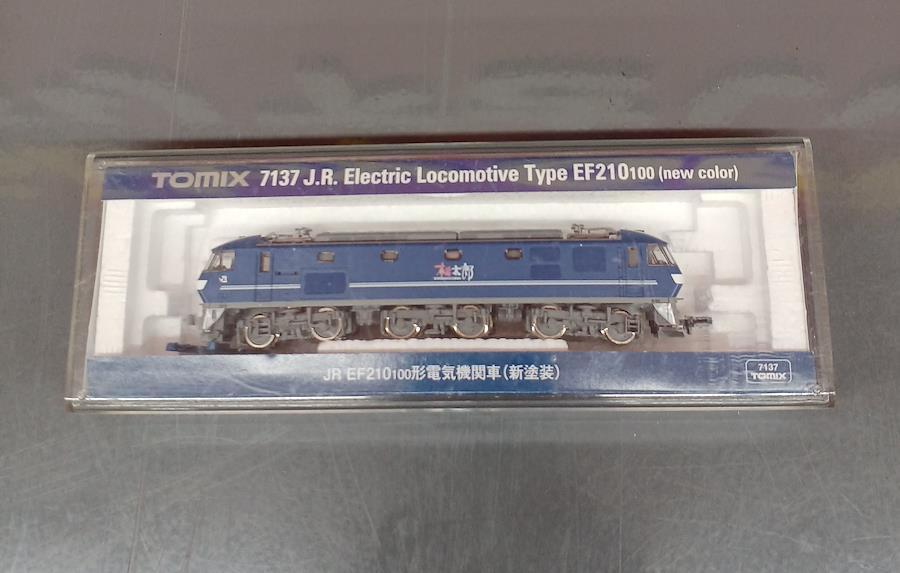 TOMIX 7137 J.R. Electric Locomotive Type EF210100 (new color)
桃太郎
JR EF210100形電気機関車(新塗装)
7137
TOMIX